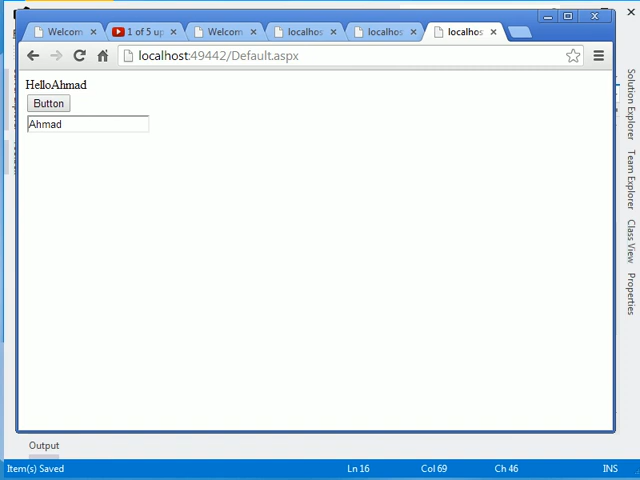 Welcom
1 of 5 up
Welcom
localhos
localhos
localhos
localhost:49442/Default.aspx
HelloAhmad
Button
Ahmad
Solution Explorer
Team Explorer
Class View
Properties
Output
Item(s) Saved
Ln 16
Col 69
Ch 46
INS